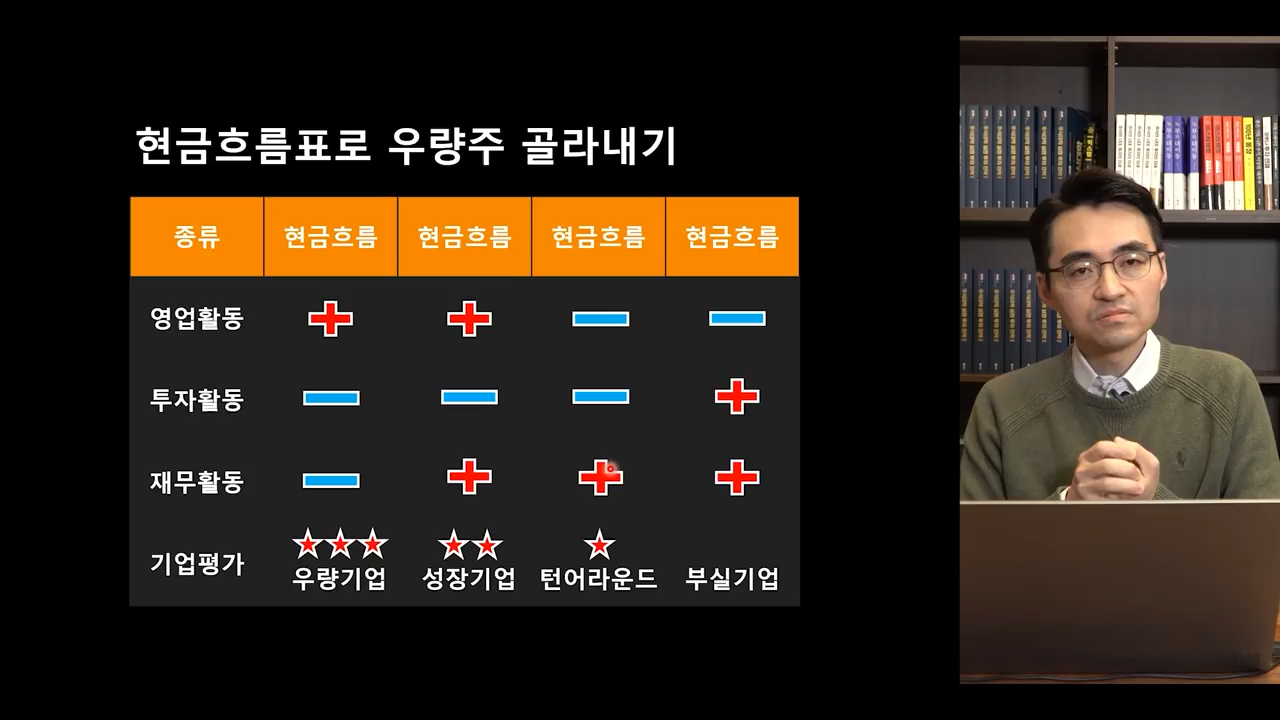 현금흐름표로 우량주 골라내기
종류 현금흐름 현금흐름 현금흐름 현금흐름
영업활동
투자활동
재무활동
기업평가 우량기업 성장기업 턴어라운드 부실기업